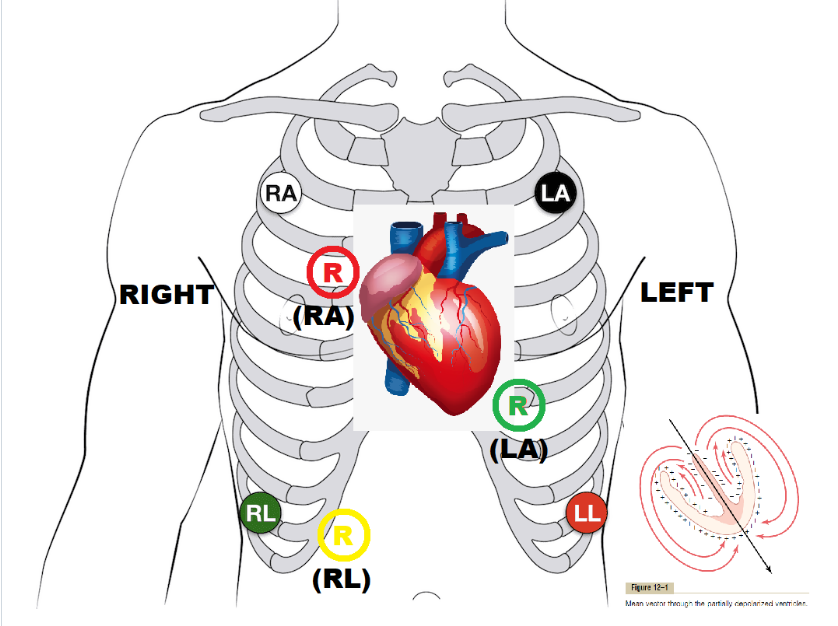 RA
LA
R
(RA)
RIGHT
LEFT
R
(LA)
RL
LL
R
(RL)
Figure 12–1
Mean vector through the partially depolarized ventricles.